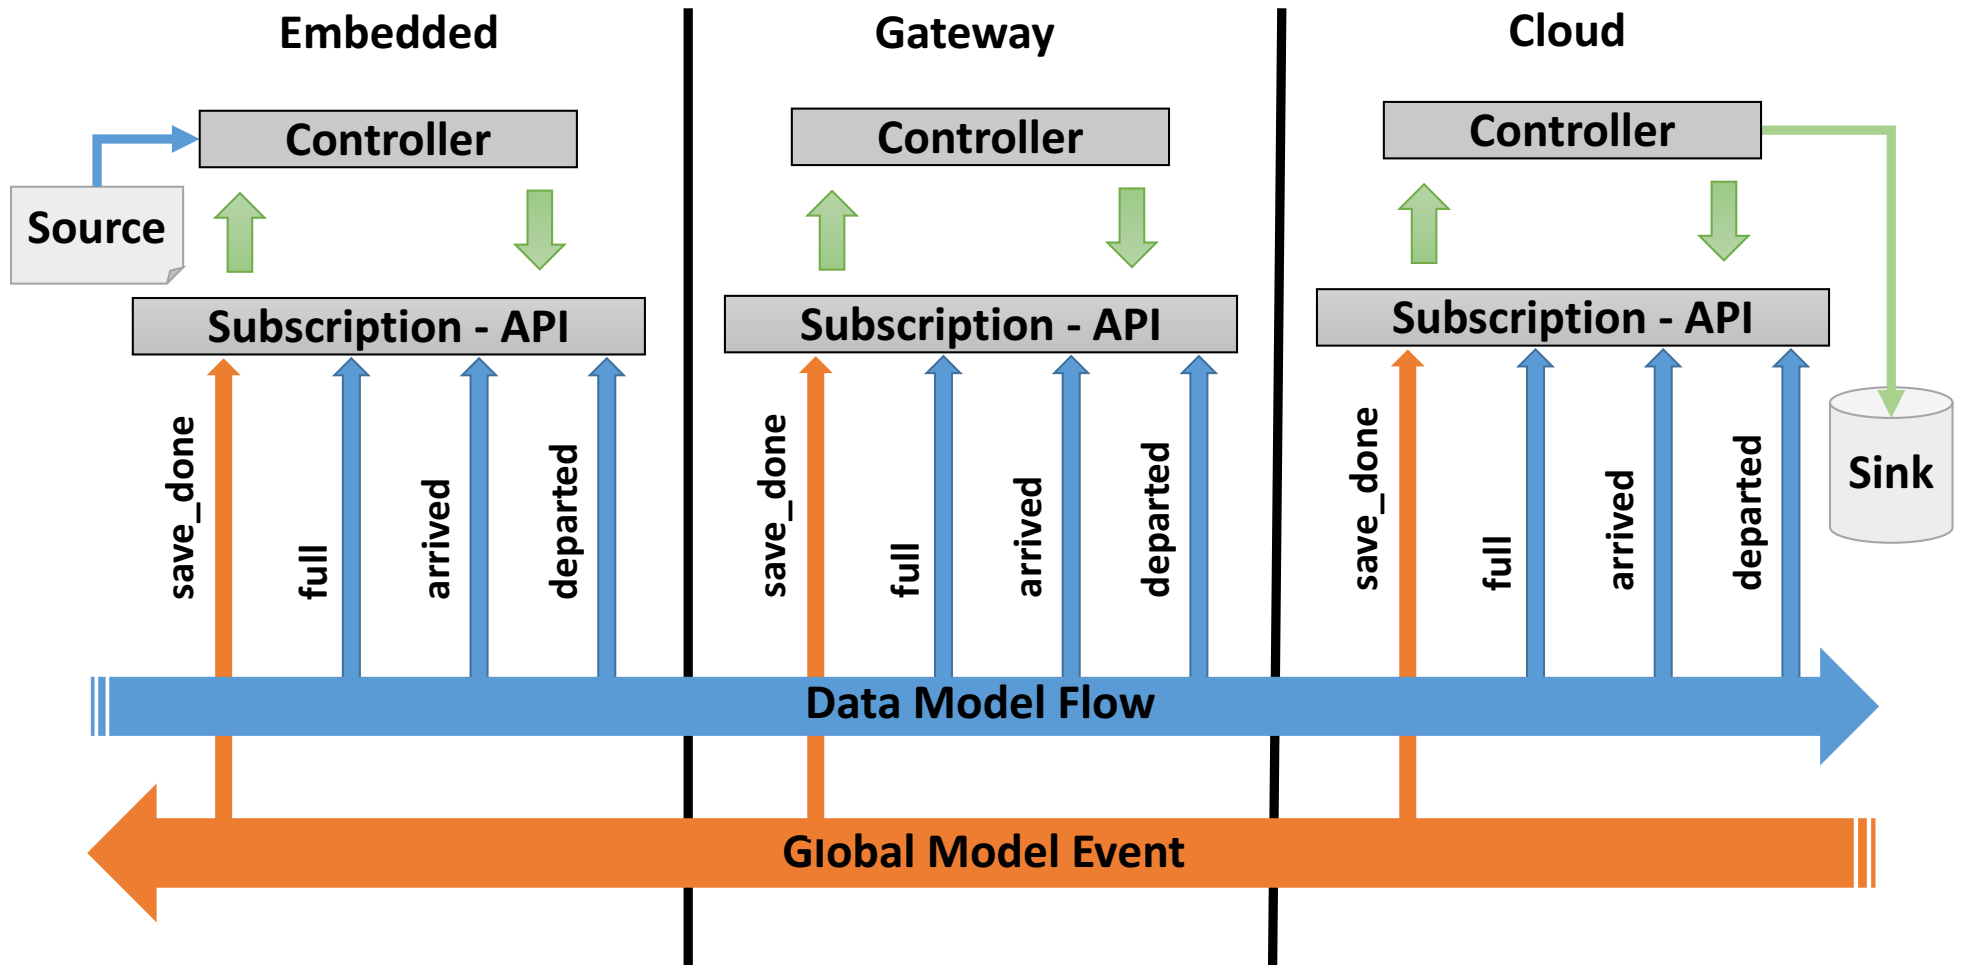 Embedded
Gateway
Cloud
Controller
Controller
Controller
Source
Subscription - API
Subscription - API
Subscription - API
save_done
full
arrived
departed
save_done
full
arrived
departed
save_done
full
arrived
departed
Sink
Data Model Flow
Global Model Event